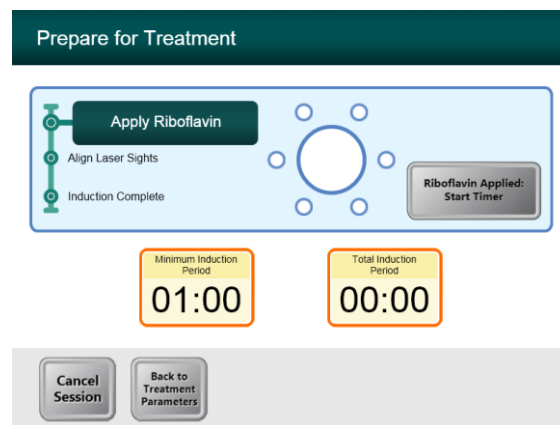 Prepare for Treatment
Apply Riboflavin
Align Laser Sights
Induction Complete
Riboflavin Applied:
Start Timer
Minimum Induction
Period
01:00
Total Induction
Period
00:00
Cancel
Session
Back to
Treatment
Parameters